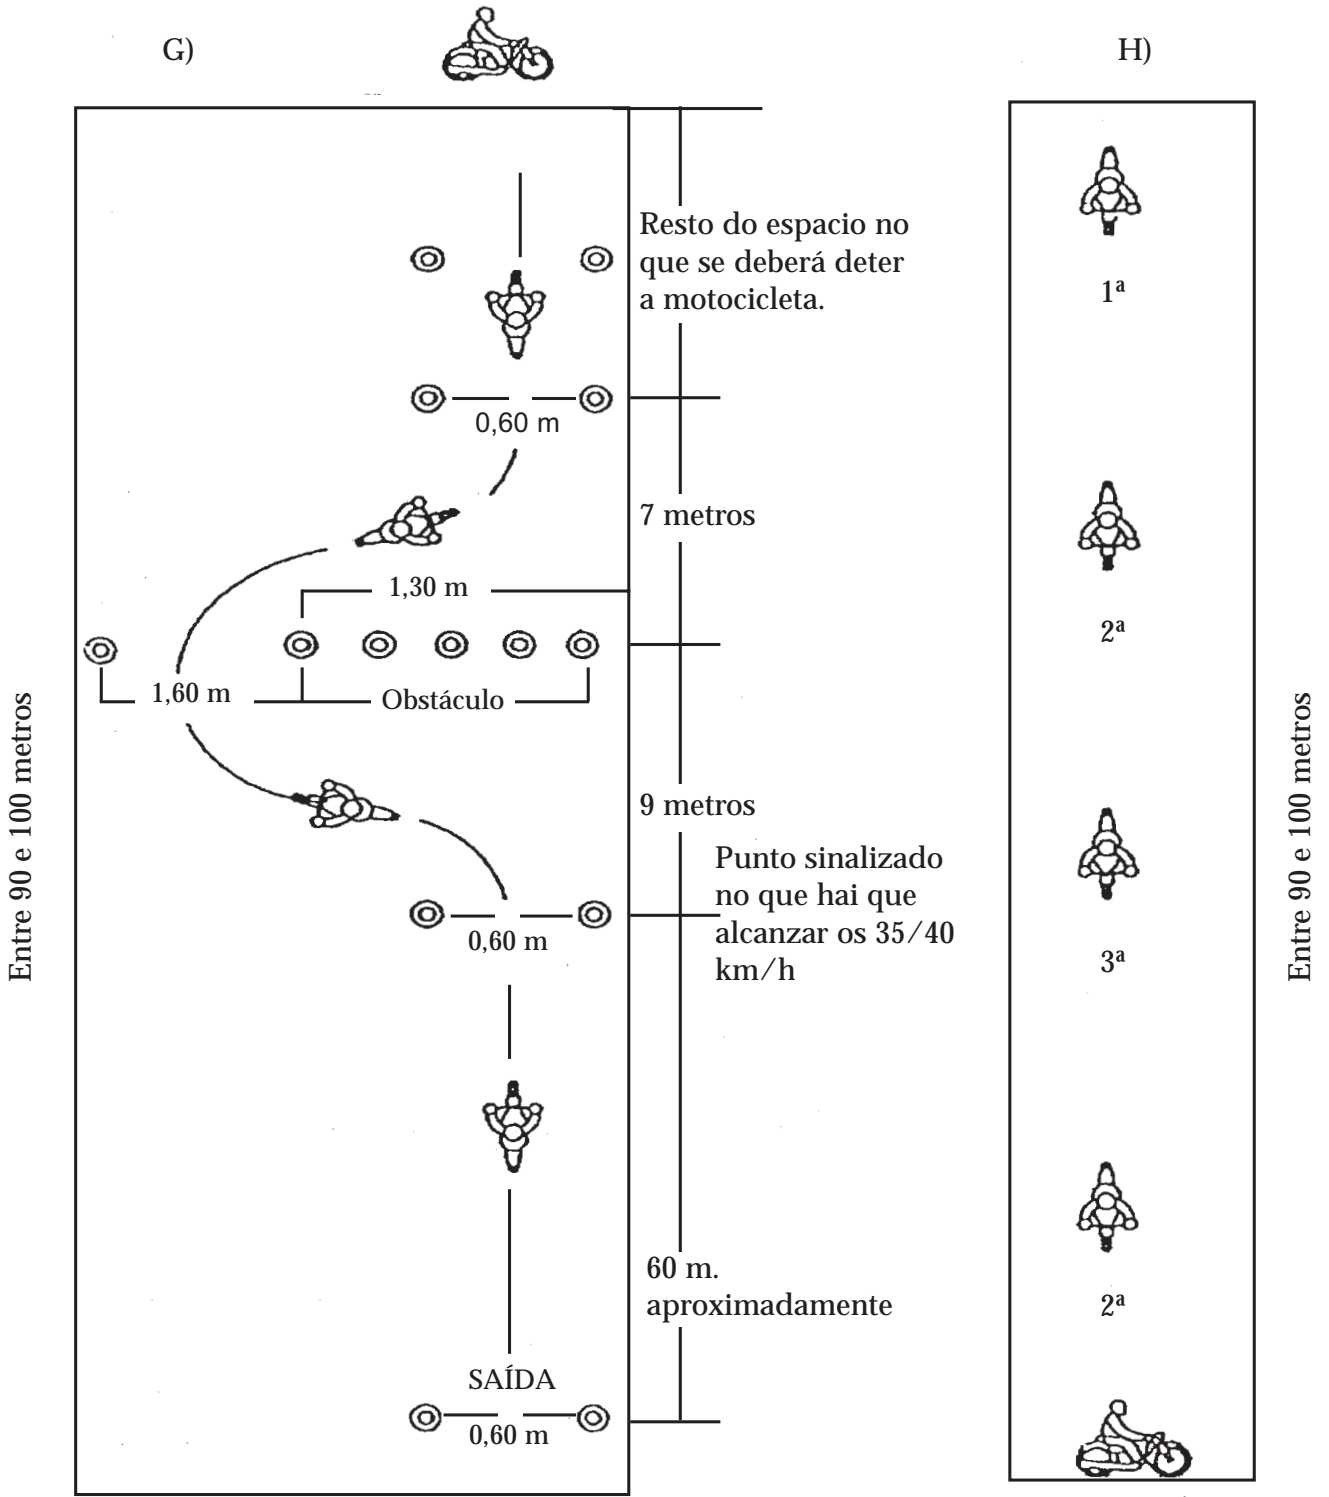 G)
H)
Resto do espacio no
que se deberá deter
a motocicleta.
1ª
0,60 m
7 metros
1,30 m
2ª
1,60 m
Obstáculo
Entre 90 e 100 metros
Entre 90 e 100 metros
9 metros
Punto sinalizado
no que hai que
alcanzar os 35/40
km/h
0,60 m
3ª
60 m.
aproximadamente
2ª
SAÍDA
0,60 m